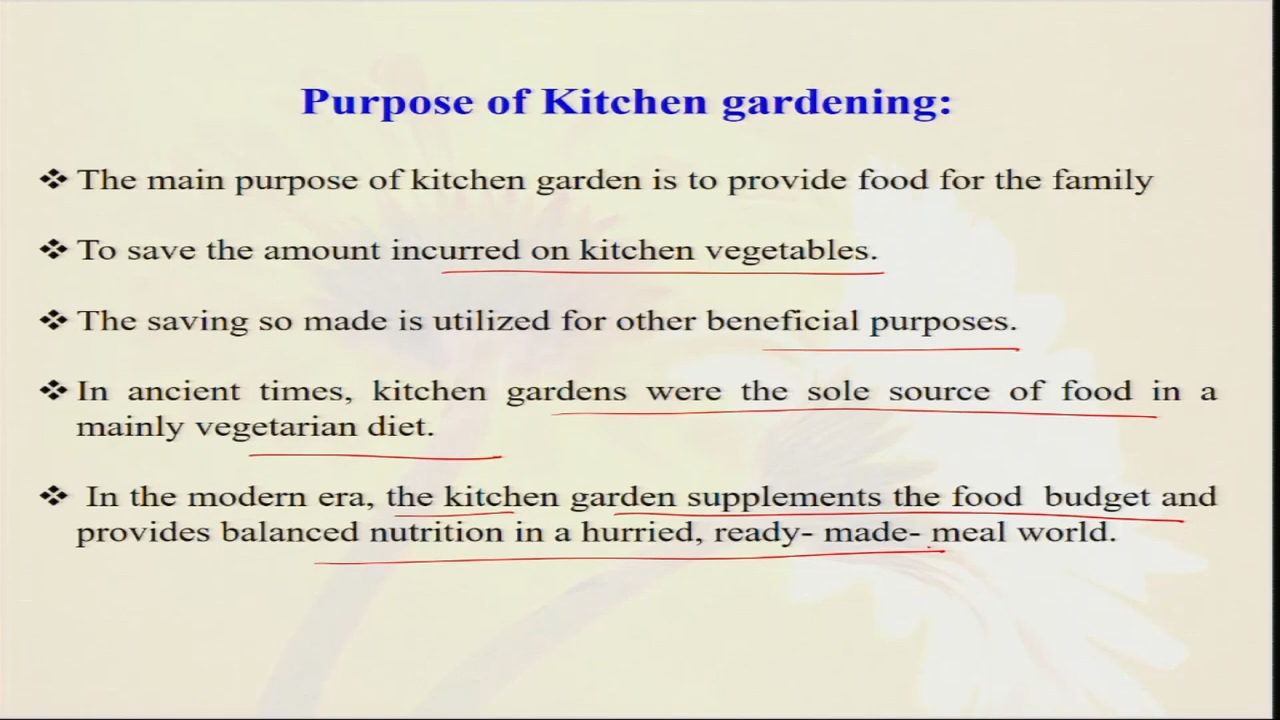 Purpose of Kitchen gardening:
❖ The main purpose of kitchen garden is to provide food for the family
❖ To save the amount incurred on kitchen vegetables.
❖ The saving so made is utilized for other beneficial purposes.
❖ In ancient times, kitchen gardens were the sole source of food in a
mainly vegetarian diet.
❖ In the modern era, the kitchen garden supplements the food budget and
provides balanced nutrition in a hurried, ready- made- meal world.